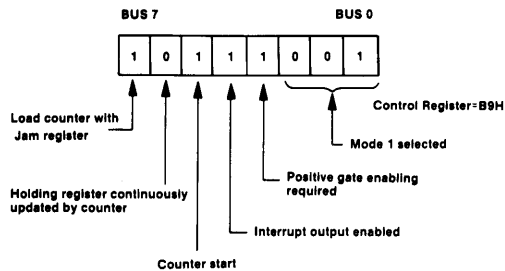 BUS 7 BUS 0
1 0 1 1 1 0 0 1
Load counter with
Jam register
Control Register=B9H
Mode 1 selected
Positive gate enabling
required
Holding register continuously
updated by counter
Interrupt output enabled
Counter start